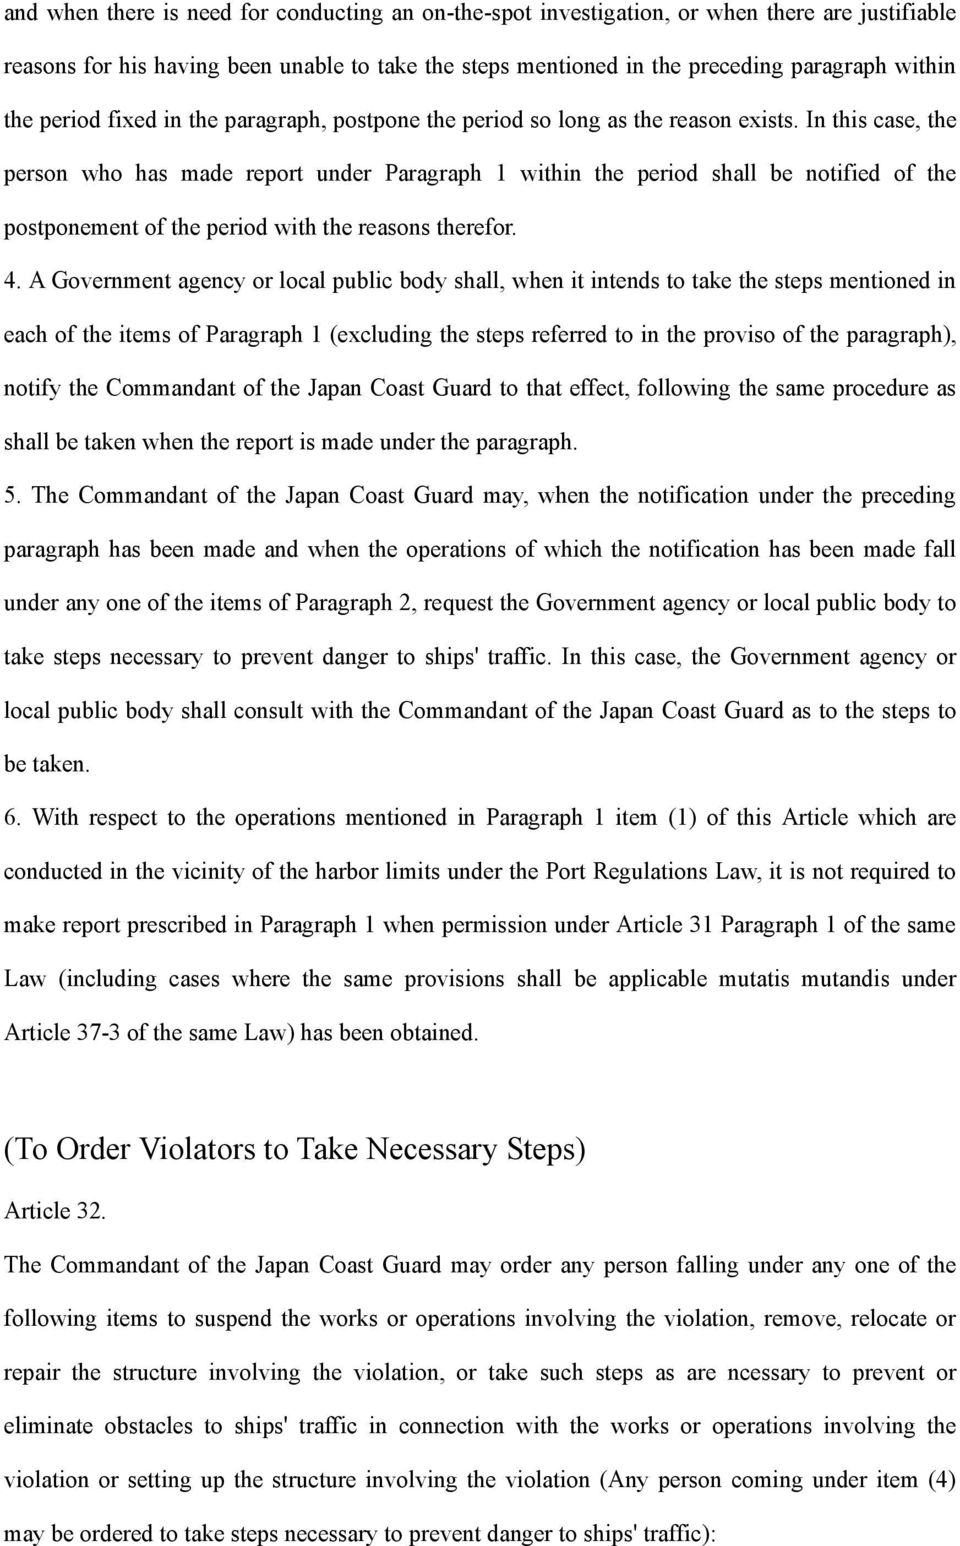 and when there is need for conducting an on-the-spot investigation, or when there are justifiable
reasons for his having been unable to take the steps mentioned in the preceding paragraph within
the period fixed in the paragraph, postpone the period so long as the reason exists. In this case, the
person who has made report under Paragraph 1 within the period shall be notified of the
postponement of the period with the reasons therefor.
4. A Government agency or local public body shall, when it intends to take the steps mentioned in
each of the items of Paragraph 1 (excluding the steps referred to in the proviso of the paragraph),
notify the Commandant of the Japan Coast Guard to that effect, following the same procedure as
shall be taken when the report is made under the paragraph.
5. The Commandant of the Japan Coast Guard may, when the notification under the preceding
paragraph has been made and when the operations of which the notification has been made fall
under any one of the items of Paragraph 2, request the Government agency or local public body to
take steps necessary to prevent danger to ships' traffic. In this case, the Government agency or
local public body shall consult with the Commandant of the Japan Coast Guard as to the steps to
be taken.
6. With respect to the operations mentioned in Paragraph 1 item (1) of this Article which are
conducted in the vicinity of the harbor limits under the Port Regulations Law, it is not required to
make report prescribed in Paragraph 1 when permission under Article 31 Paragraph 1 of the same
Law (including cases where the same provisions shall be applicable mutatis mutandis under
Article 37-3 of the same Law) has been obtained.
(To Order Violators to Take Necessary Steps)
Article 32.
The Commandant of the Japan Coast Guard may order any person falling under any one of the
following items to suspend the works or operations involving the violation, remove, relocate or
repair the structure involving the violation, or take such steps as are ncessary to prevent or
eliminate obstacles to ships' traffic in connection with the works or operations involving the
violation or setting up the structure involving the violation (Any person coming under item (4)
may be ordered to take steps necessary to prevent danger to ships' traffic):